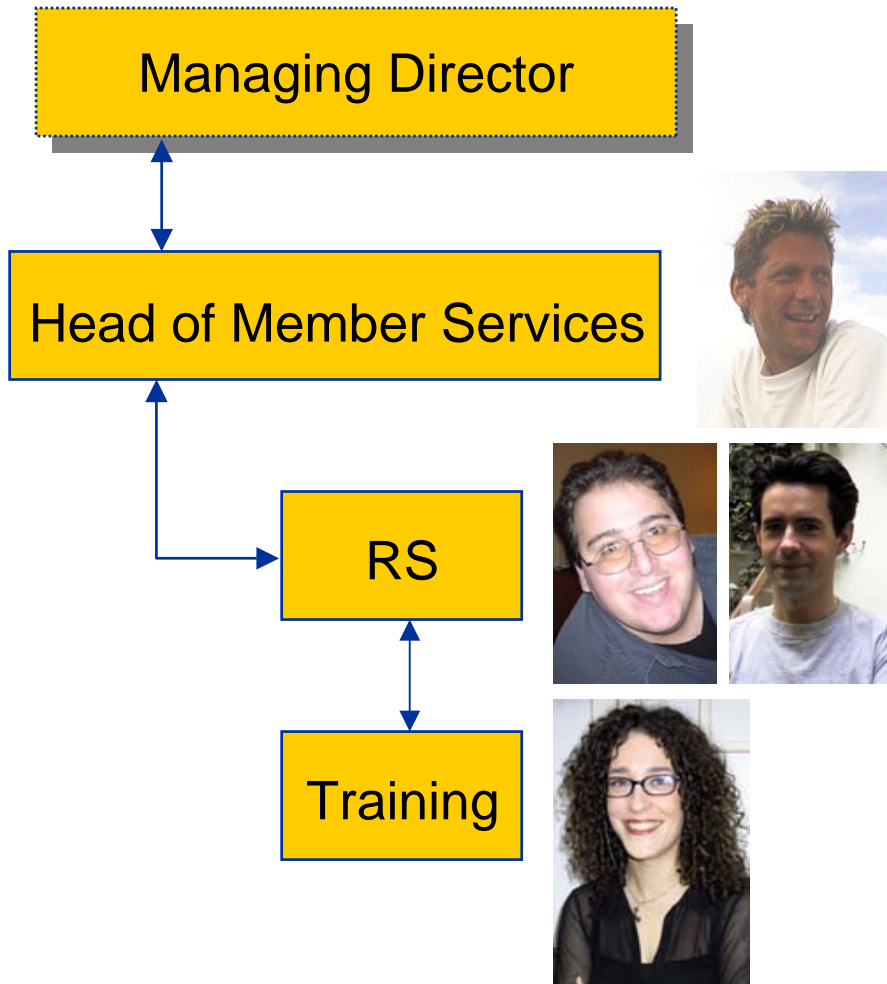 Managing Director
Head of Member Services
RS
Training